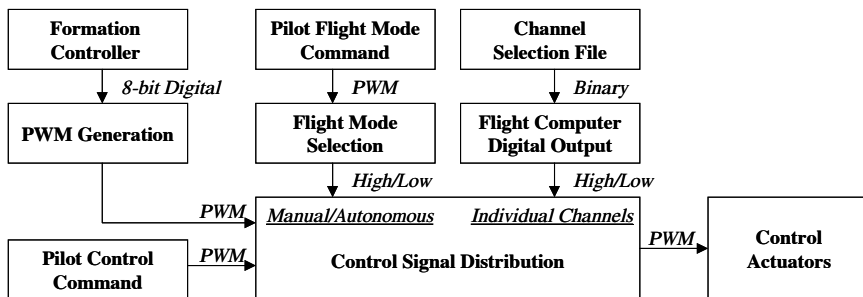 Formation
Controller
Pilot Flight Mode
Command
Channel
Selection File
8-bit Digital
PWM
Binary
PWM Generation
Flight Mode
Selection
Flight Computer
Digital Output
High/Low
High/Low
PWM
Manual/Autonomous
Individual Channels
PWM
Pilot Control
Command
PWM
Control Signal Distribution
Control
Actuators